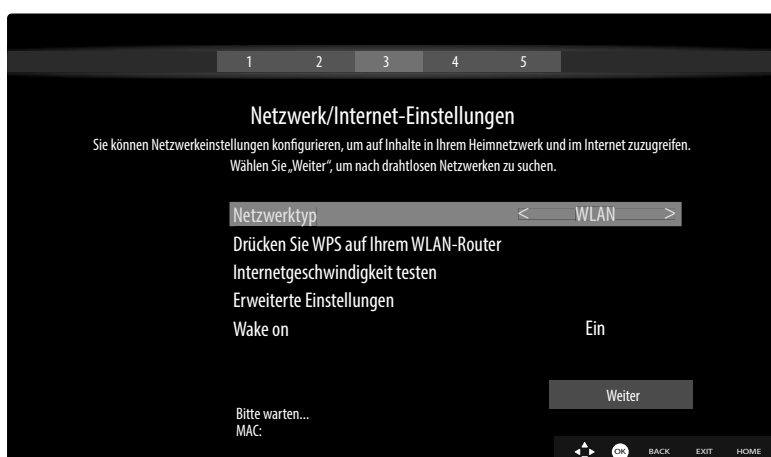 1 2 3 4 5
Netzwerk/Internet-Einstellungen
Sie können Netzwerkeinstellungen konfigurieren, um auf Inhalte in Ihrem Heimnetzwerk und im Internet zuzugreifen.
Wählen Sie „Weiter“, um nach drahtlosen Netzwerken zu suchen.
Netzwerktyp < WLAN >
Drücken Sie WPS auf Ihrem WLAN-Router
Internetgeschwindigkeit testen
Erweiterte Einstellungen
Wake on Ein
Weiter
Bitte warten...
MAC:
OK BACK EXIT HOME